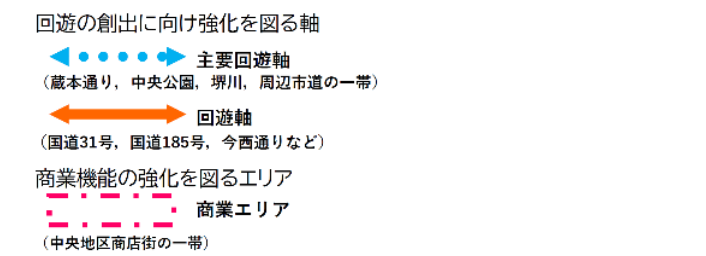 回遊の創出に向け強化を図る軸
主要回遊軸
（蔵本通り，中央公園，堺川，周辺市道の一帯）
回遊軸
（国道31号，国道185号，今西通りなど）
商業機能の強化を図るエリア
商業エリア
（中央地区商店街の一帯）